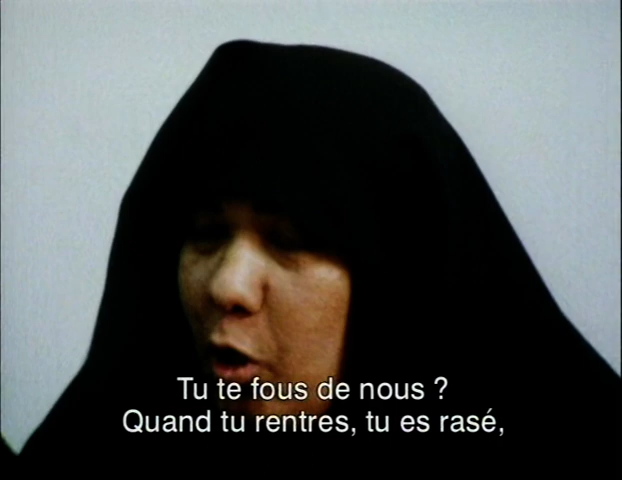 Tu te fous de nous ?
Quand tu rentres, tu es rasé,